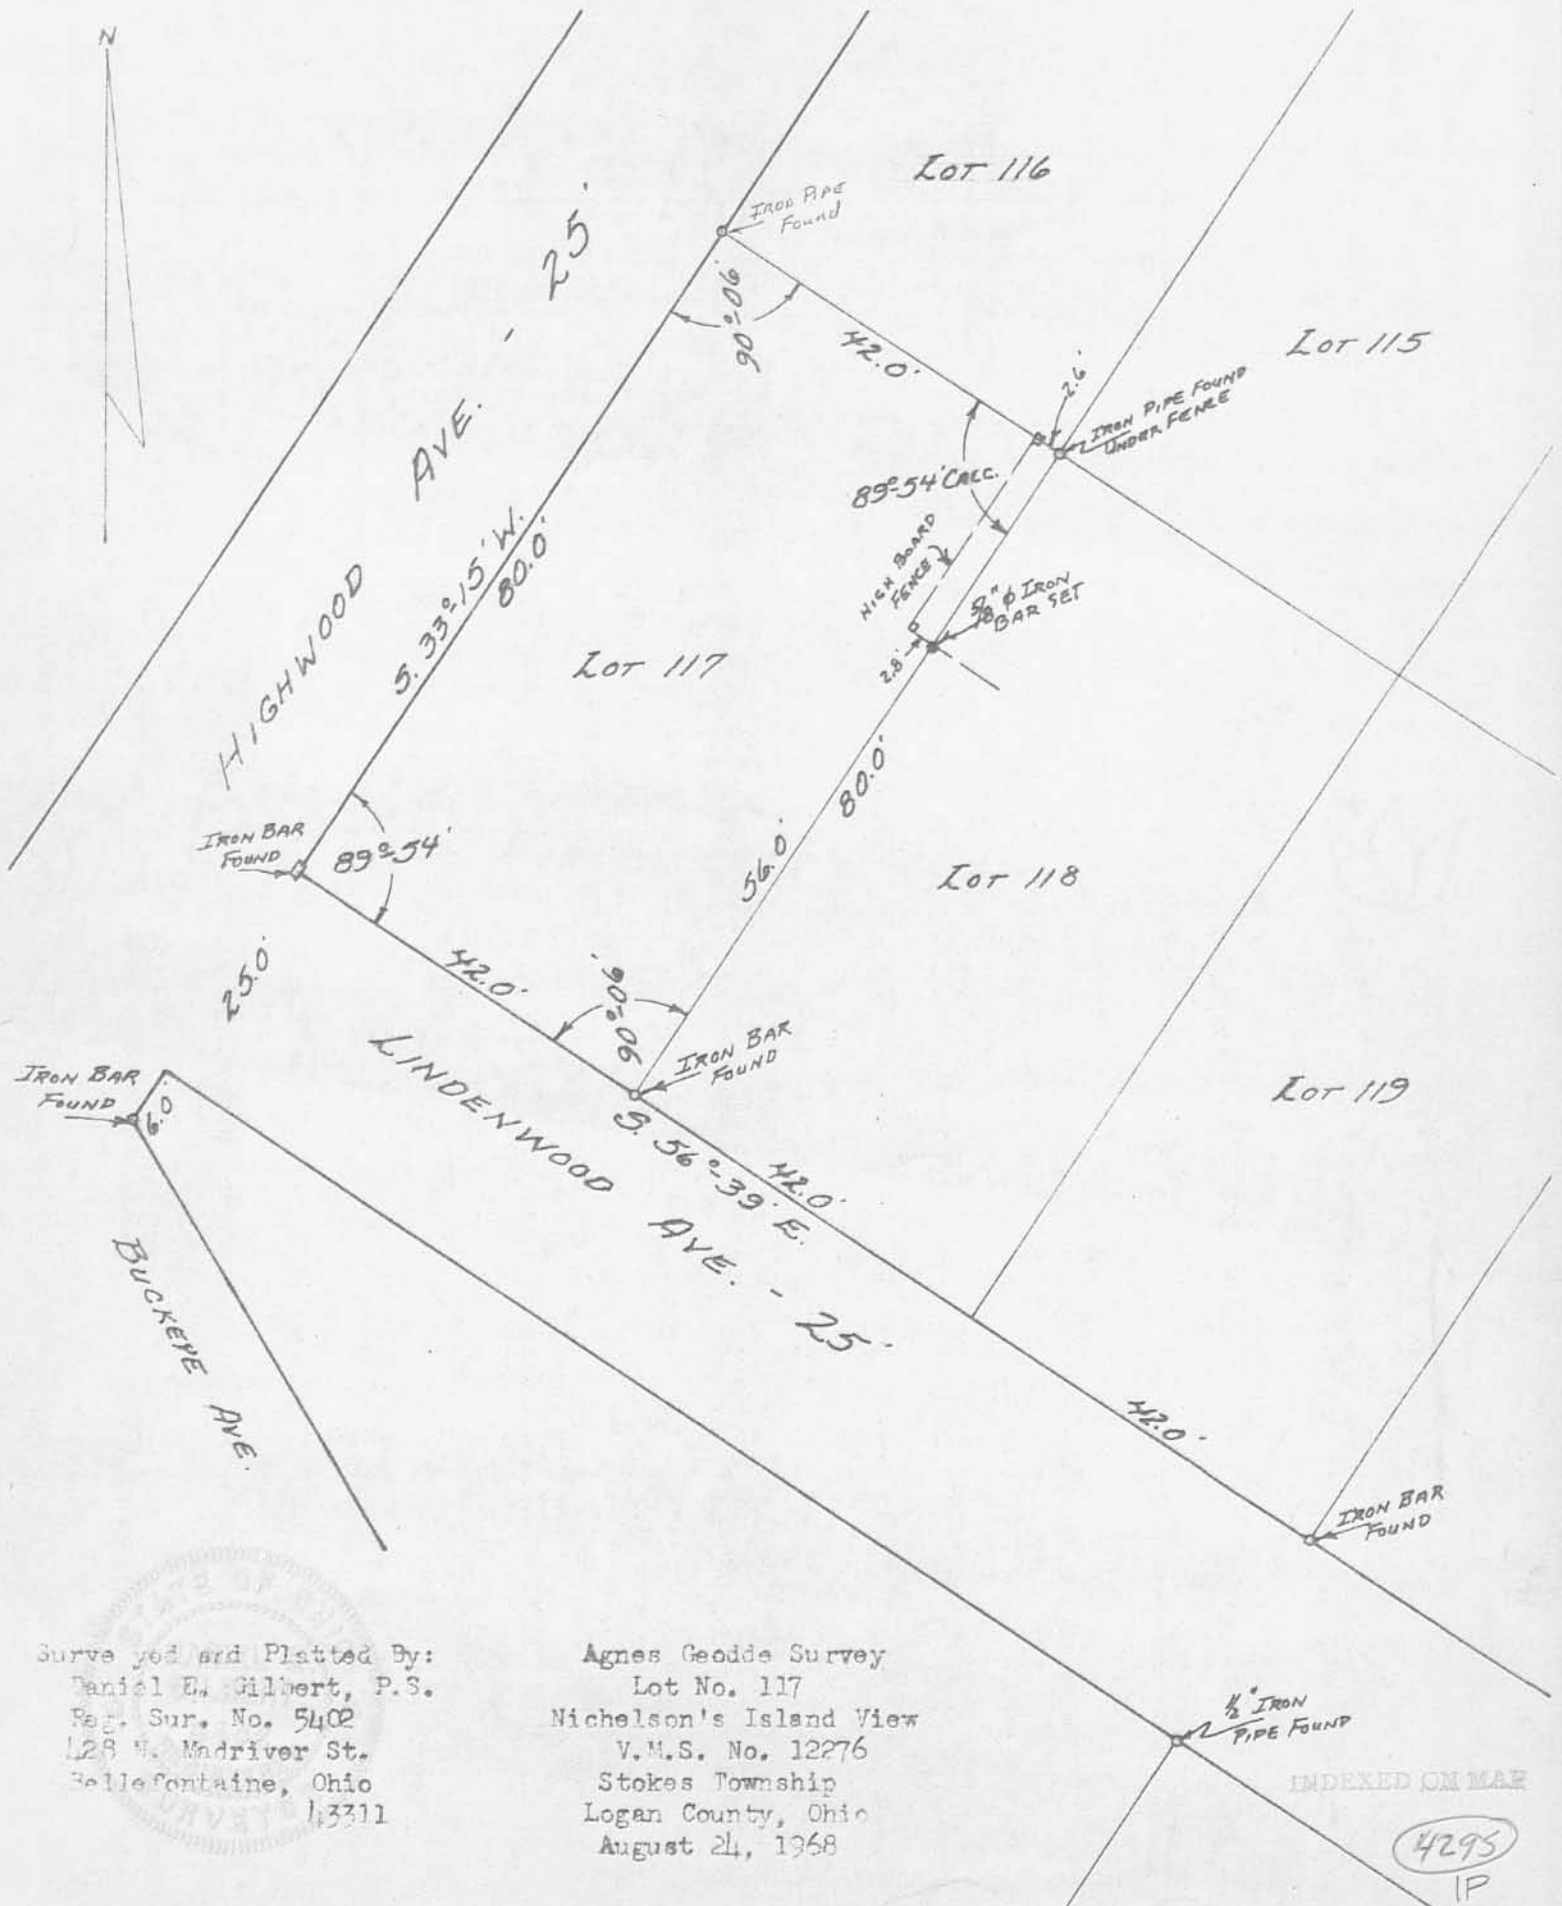 N
LOT 116
IRON PIPE
FOUND
HIGHWOOD AVE. - 25'
90°-06'
42.0'
2.6'
LOT 115
IRON PIPE FOUND
UNDER FENCE
89°-54' CALC.
HIGH BOARD
FENCE
5/8" ɸ IRON
BAR SET
2.8'
S. 33°-15' W.
80.0'
LOT 117
80.0'
56.0'
IRON BAR
FOUND
89°-54'
LOT 118
25.0'
42.0'
90°-06'
IRON BAR
FOUND
LOT 119
IRON BAR
FOUND
6.0
LINDENWOOD AVE. - 25'
S. 56°-39' E.
42.0'
BUCKEYE AVE.
42.0'
IRON BAR
FOUND
Surveyed and Platted By:
Daniel E. Gilbert, P.S.
Reg. Sur. No. 5402
128 N. Madriver St.
Bellefontaine, Ohio
43311
Agnes Geodde Survey
Lot No. 117
Nichelson's Island View
V.M.S. No. 12276
Stokes Township
Logan County, Ohio
August 24, 1968
1/2" IRON
PIPE FOUND
INDEXED ON MAP
4295
1P